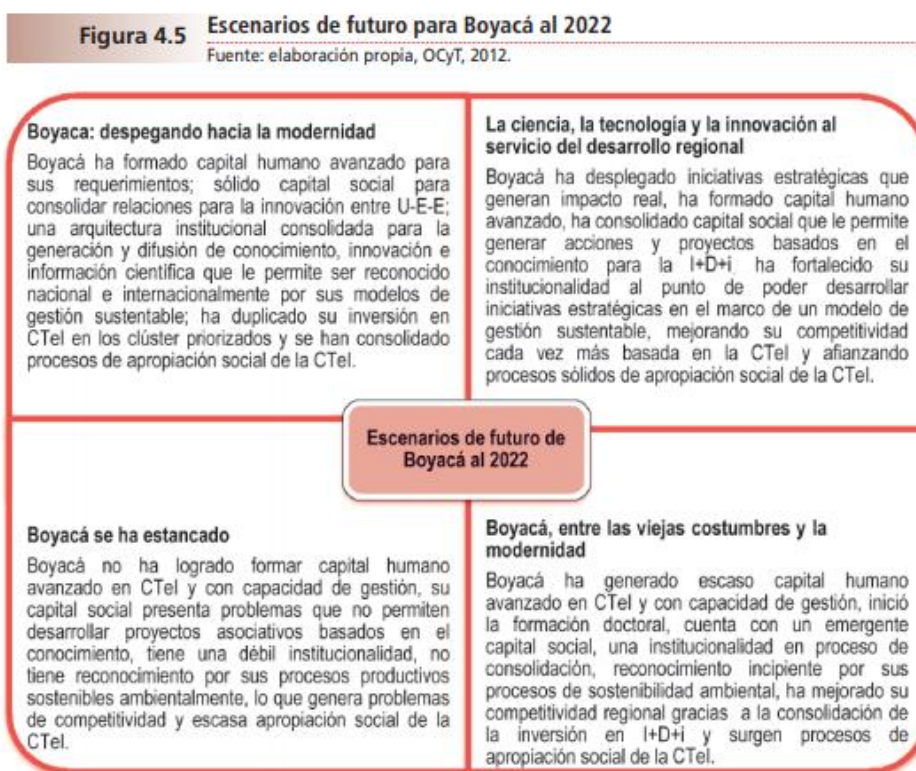 Figura 4.5
Escenarios de futuro para Boyacá al 2022
Fuente: elaboración propia, OCyT, 2012.
Boyaca: despegando hacia la modernidad
Boyacá ha formado capital humano avanzado para
sus requerimientos; sólido capital social para
consolidar relaciones para la innovación entre U-E-E;
una arquitectura institucional consolidada para la
generación y difusión de conocimiento, innovación e
información científica que le permite ser reconocido
nacional e internacionalmente por sus modelos de
gestión sustentable; ha duplicado su inversión en
CTeI en los clúster priorizados y se han consolidado
procesos de apropiación social de la CTeI.
La ciencia, la tecnología y la innovación al
servicio del desarrollo regional
Boyacá ha desplegado iniciativas estratégicas que
generan impacto real, ha formado capital humano
avanzado, ha consolidado capital social que le permite
generar acciones y proyectos basados en el
conocimiento para la I+D+i ha fortalecido su
institucionalidad al punto de poder desarrollar
iniciativas estratégicas en el marco de un modelo de
gestión sustentable, mejorando su competitividad
cada vez más basada en la CTeI y afianzando
procesos sólidos de apropiación social de la CTeI.
Escenarios de futuro de
Boyacá al 2022
Boyacá se ha estancado
Boyacá no ha logrado formar capital humano
avanzado en CTeI y con capacidad de gestión, su
capital social presenta problemas que no permiten
desarrollar proyectos asociativos basados en el
conocimiento, tiene una débil institucionalidad, no
tiene reconocimiento por sus procesos productivos
sostenibles ambientalmente, lo que genera problemas
de competitividad y escasa apropiación social de la
CTeI.
Boyacá, entre las viejas costumbres y la
modernidad
Boyacá ha generado escaso capital humano
avanzado en CTeI y con capacidad de gestión, inició
la formación doctoral, cuenta con un emergente
capital social, una institucionalidad en proceso de
consolidación, reconocimiento incipiente por sus
procesos de sostenibilidad ambiental, ha mejorado su
competitividad regional gracias a la consolidación de
la inversión en I+D+i y surgen procesos de
apropiación social de la CTeI.